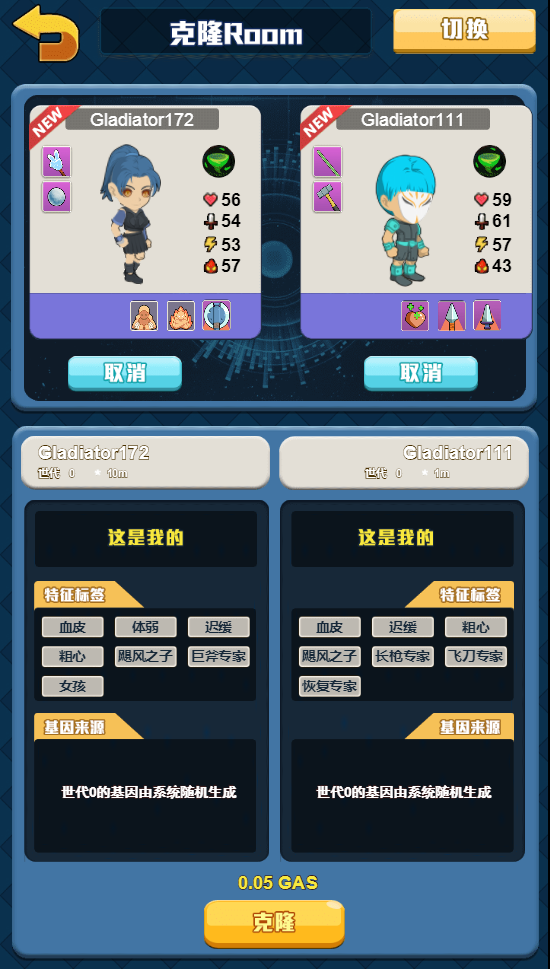 克隆Room
切换
NEW
Gladiator172
56
54
53
57
取消
NEW
Gladiator111
59
61
57
43
取消
Gladiator172
世代 0 10m
Gladiator111
世代 0 1m
这是我的
特征标签
血皮 体弱 迟缓
粗心 飓风之子 巨斧专家
女孩
基因来源
世代0的基因由系统随机生成
这是我的
特征标签
血皮 迟缓 粗心
飓风之子 长枪专家 飞刀专家
恢复专家
基因来源
世代0的基因由系统随机生成
0.05 GAS
克隆